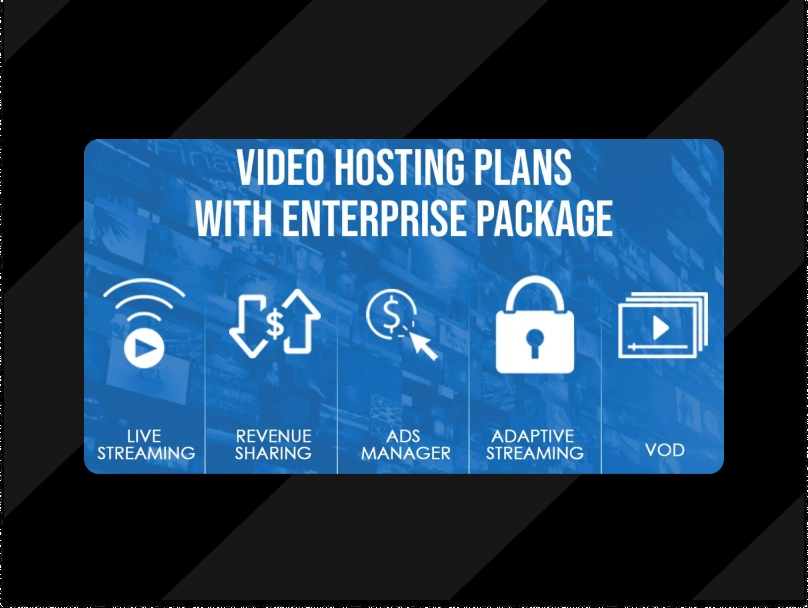 VIDEO HOSTING PLANS
WITH ENTERPRISE PACKAGE
LIVE
STREAMING
REVENUE
SHARING
ADS
MANAGER
ADAPTIVE
STREAMING
VOD
$
$